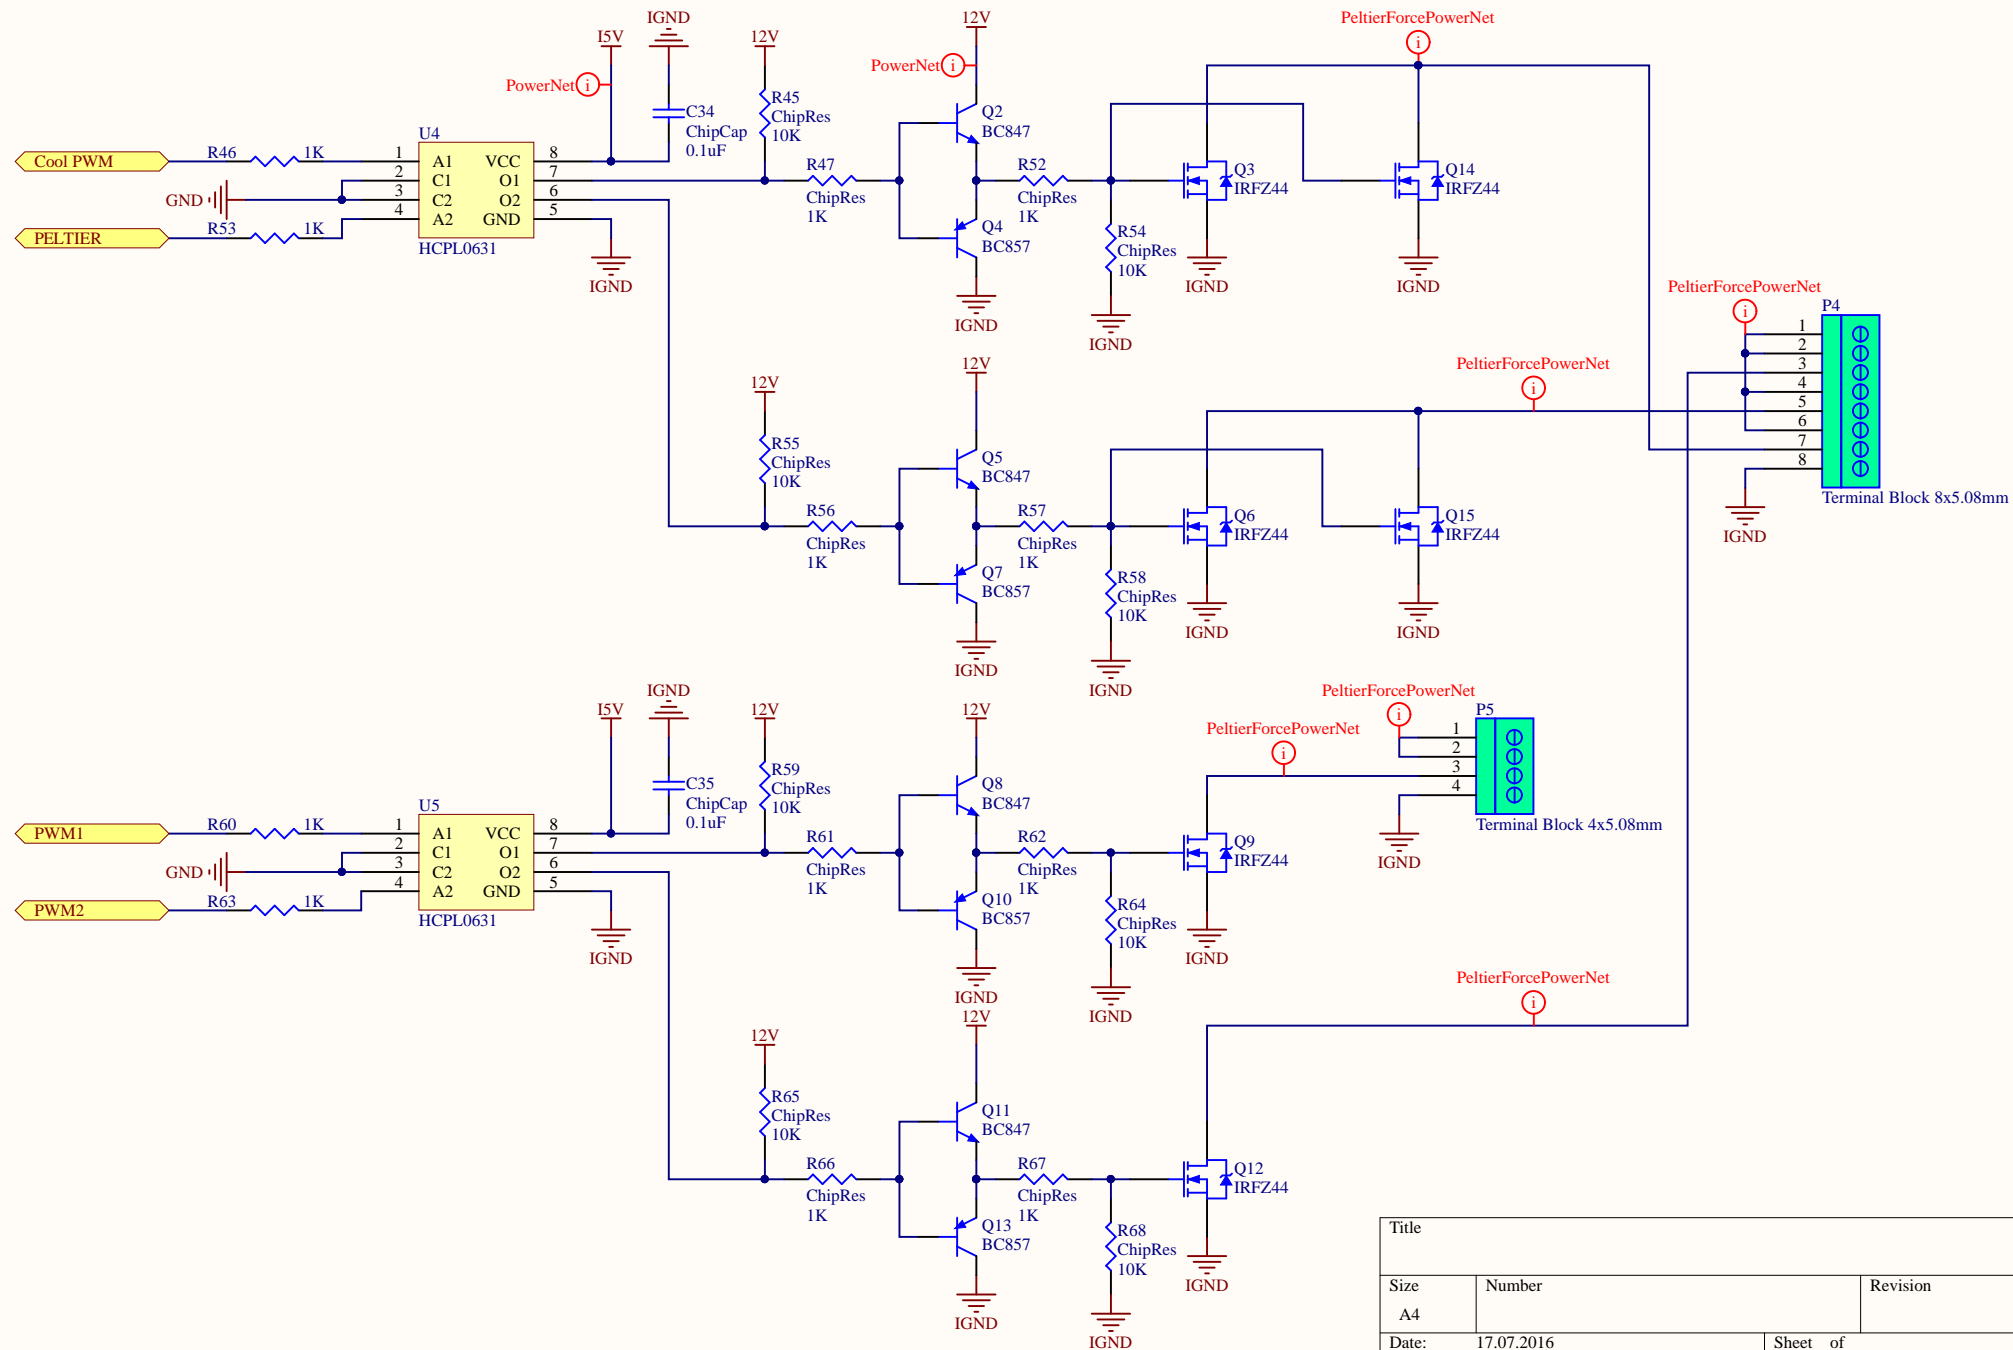 PeltierForcePowerNet
IGND
12V
I5V
12V
PowerNet
PowerNet
C34
ChipCap
0.1uF
R45
ChipRes
10K
Q2
BC847
U4
Cool PWM
R46
1K
1
2
3
4
A1
C1
C2
A2
VCC
O1
O2
GND
8
7
6
5
HCPL0631
GND
PELTIER
R53
1K
IGND
R47
ChipRes
1K
Q4
BC857
IGND
R52
ChipRes
1K
R54
ChipRes
10K
IGND
Q3
IRFZ44
IGND
Q14
IRFZ44
IGND
PeltierForcePowerNet
P4
1
2
3
4
5
6
7
8
Terminal Block 8x5.08mm
IGND
12V
12V
PeltierForcePowerNet
R55
ChipRes
10K
Q5
BC847
R56
ChipRes
1K
Q7
BC857
IGND
R57
ChipRes
1K
R58
ChipRes
10K
IGND
Q6
IRFZ44
IGND
Q15
IRFZ44
IGND
IGND
I5V
12V
12V
C35
ChipCap
0.1uF
R59
ChipRes
10K
Q8
BC847
PeltierForcePowerNet
PeltierForcePowerNet
P5
1
2
3
4
Terminal Block 4x5.08mm
IGND
U5
PWM1
R60
1K
1
2
3
4
A1
C1
C2
A2
VCC
O1
O2
GND
8
7
6
5
HCPL0631
GND
PWM2
R63
1K
IGND
R61
ChipRes
1K
Q10
BC857
IGND
R62
ChipRes
1K
R64
ChipRes
10K
IGND
Q9
IRFZ44
IGND
PeltierForcePowerNet
12V
12V
R65
ChipRes
10K
Q11
BC847
R66
ChipRes
1K
Q13
BC857
IGND
R67
ChipRes
1K
R68
ChipRes
10K
IGND
Q12
IRFZ44
IGND
Title
Size
Number
Revision
A4
Date:
17.07.2016
Sheet of